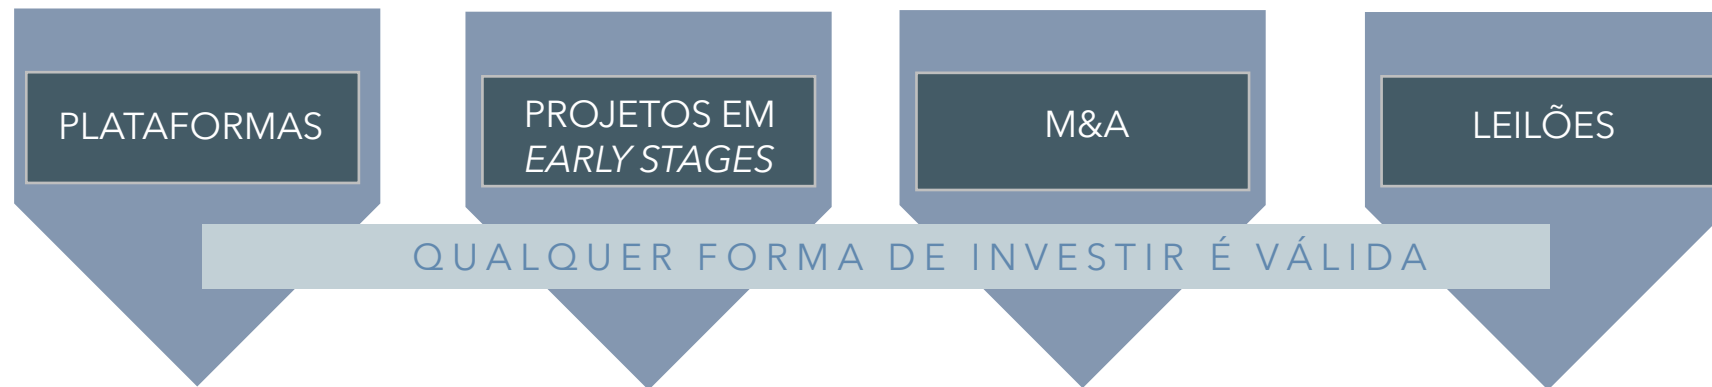 PLATAFORMAS
PROJETOS EM
EARLY STAGES
M&A
LEILÕES
QUALQUER FORMA DE INVESTIR É VÁLIDA